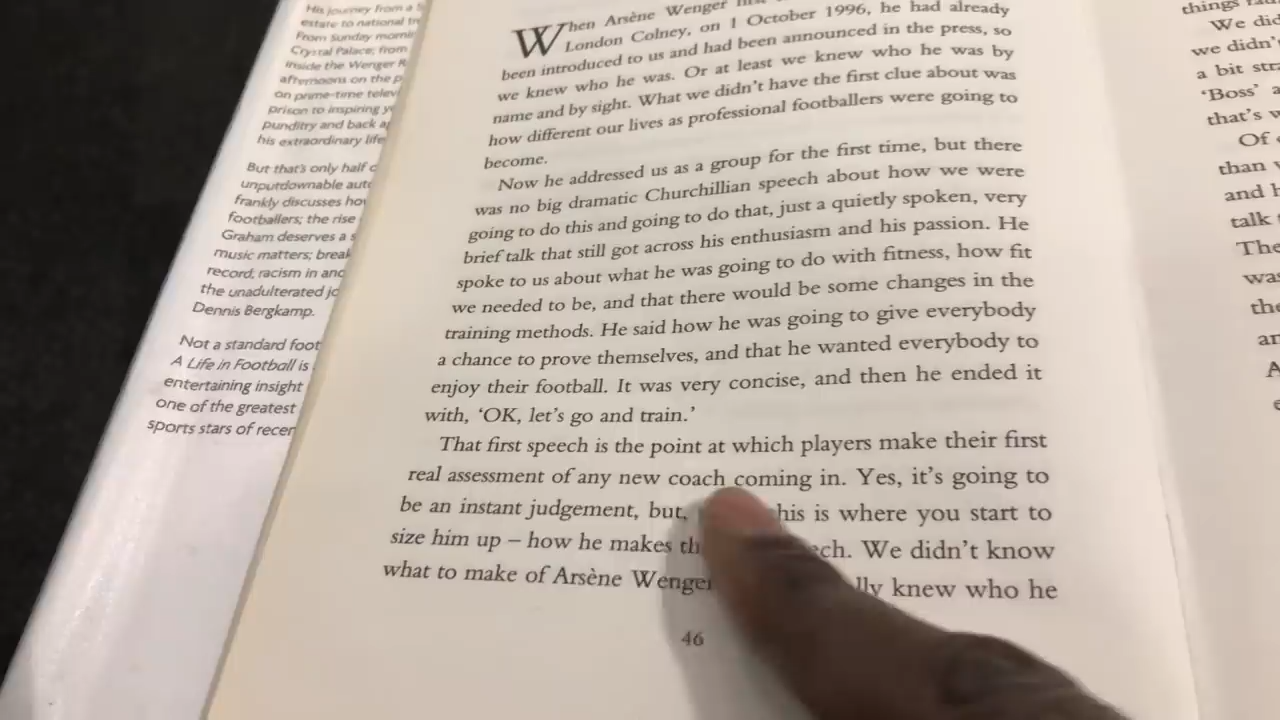 His journey from a
estate to national
From Sunday
Crystal Palace; from
inside the Wenger
afternoons on the
on prime-time
prison to inspiring
punditry and back
his extraordinary life
But that's only half
unputdownable
frankly discusses
footballers; the rise
Graham deserves a
music matters;
record; racism in
the unadulterated
Dennis Bergkamp.
Not a standard
A Life in Football is
entertaining insight
one of the greatest
sports stars of
When Arsène Wenger
London Colney, on 1 October 1996, he had already
been introduced to us and had been announced in the press, so
we knew who he was. Or at least we knew who he was by
name and by sight. What we didn't have the first clue about was
how different our lives as professional footballers were going to
become.
Now he addressed us as a group for the first time, but there
was no big dramatic Churchillian speech about how we were
going to do this and going to do that, just a quietly spoken, very
brief talk that still got across his enthusiasm and his passion. He
spoke to us about what he was going to do with fitness, how fit
we needed to be, and that there would be some changes in the
training methods. He said how he was going to give everybody
a chance to prove themselves, and that he wanted everybody to
enjoy their football. It was very concise, and then he ended it
with, 'OK, let's go and train.'
That first speech is the point at which players make their first
real assessment of any new coach coming in. Yes, it's going to
be an instant judgement, but, his is where you start to
size him up – how he makes We didn't know
what to make of Arsène Wenger knew who he
46
things
We
we didn't
a bit
'Boss'
that's
Of
than
and
talk